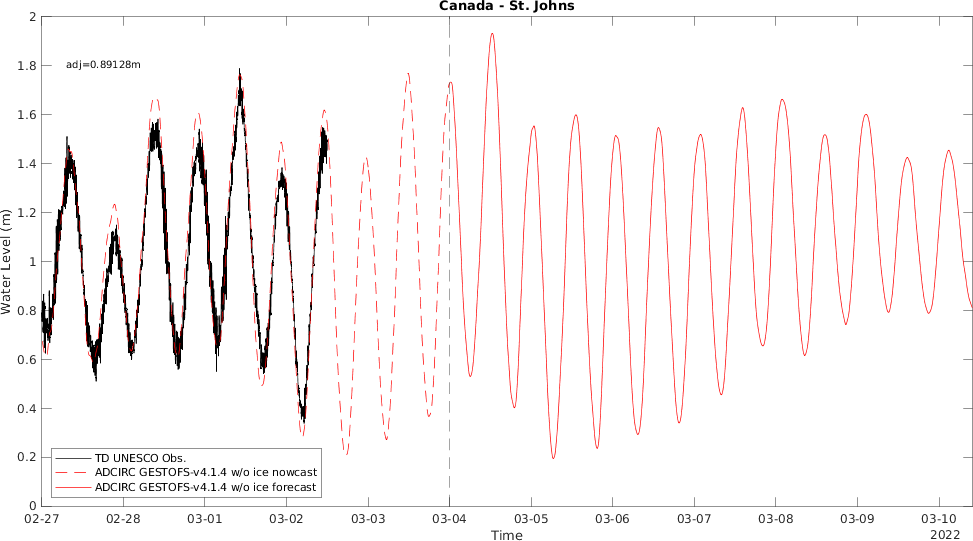 Canada - St. Johns
adj=0.89128m
2
1.8
1.6
1.4
1.2
1
0.8
0.6
0.4
0.2
0
Water Level (m)
TD UNESCO Obs.
ADCIRC GESTOFS-v4.1.4 w/o ice nowcast
ADCIRC GESTOFS-v4.1.4 w/o ice forecast
02-27 02-28 03-01 03-02 03-03 03-04 03-05 03-06 03-07 03-08 03-09 03-10
Time
2022